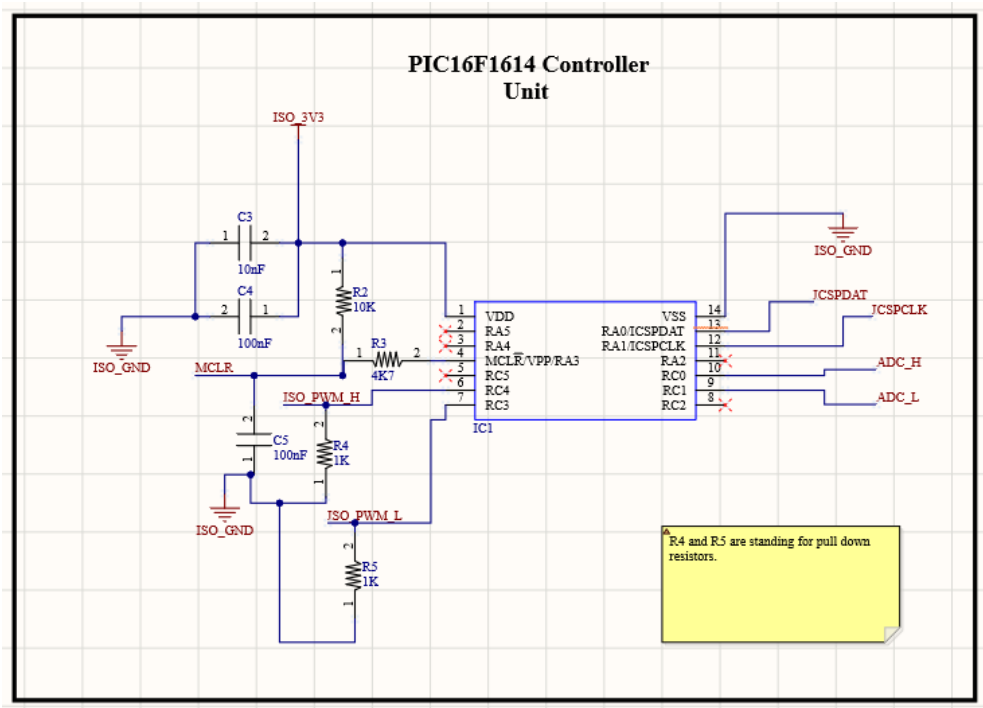 PIC16F1614 Controller
Unit
ISO_3V3
C3
1
2
10nF
C4
2
1
100nF
ISO_GND
1
R2
10K
2
MCLR
R3
1
2
4K7
ISO_PWM_H
2
C5
100nF
1
2
R4
1K
1
ISO_GND
ISO_PWM_L
2
R5
1K
1
1 VDD
2 RA5
3 RA4
4 MCLR/VPP/RA3
5 RC5
6 RC4
7 RC3
IC1
VSS 14
RA0/ICSPDAT 13
RA1/ICSPCLK 12
RA2 11
RC0 10
RC1 9
RC2 8
ISO_GND
ICSPDAT
ICSPCLK
ADC_H
ADC_L
R4 and R5 are standing for pull down
resistors.